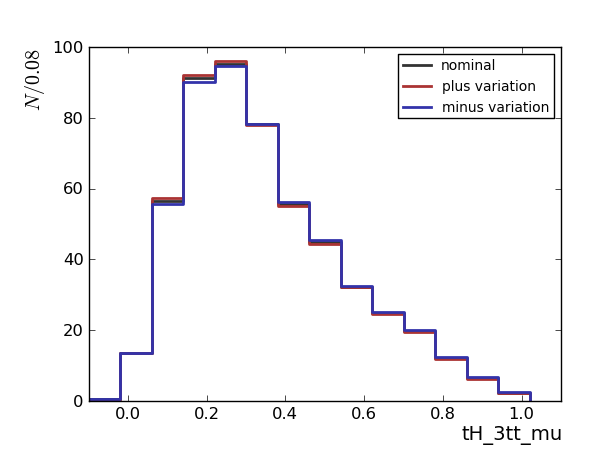 N/0.08
100
80
60
40
20
0
nominal
plus variation
minus variation
0.0 0.2 0.4 0.6 0.8 1.0
tH_3tt_mu